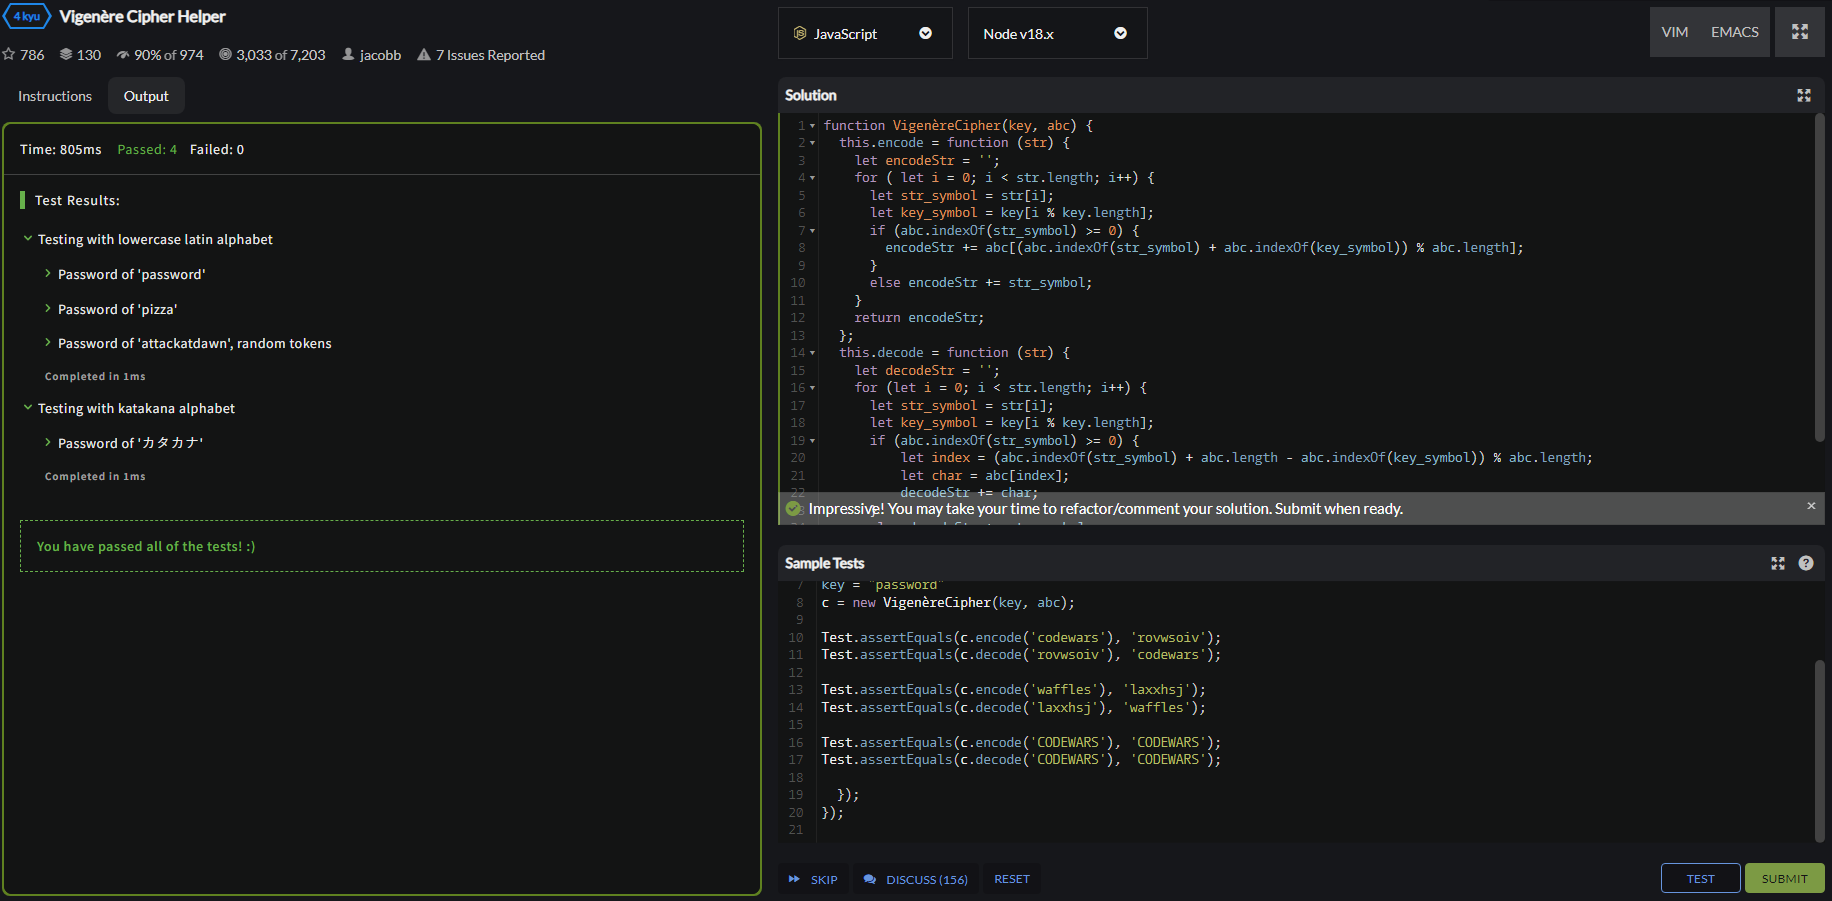 4 kyu Vigenère Cipher Helper
786 130 90% of 974 3,033 of 7,203 jacobb 7 Issues Reported
Instructions Output
Time: 805ms Passed: 4 Failed: 0
Test Results:
Testing with lowercase latin alphabet
Password of 'password'
Password of 'pizza'
Password of 'attackatdawn', random tokens
Completed in 1ms
Testing with katakana alphabet
Password of 'カタカナ'
Completed in 1ms
You have passed all of the tests! :)
JavaScript Node v18.x VIM EMACS
Solution
1 function VigenèreCipher(key, abc) {
2 this.encode = function (str) {
3 let encodeStr = '';
4 for ( let i = 0; i < str.length; i++) {
5 let str_symbol = str[i];
6 let key_symbol = key[i % key.length];
7 if (abc.indexOf(str_symbol) >= 0) {
8 encodeStr += abc[(abc.indexOf(str_symbol) + abc.indexOf(key_symbol)) % abc.length];
9 }
10 else encodeStr += str_symbol;
11 }
12 return encodeStr;
13 };
14 this.decode = function (str) {
15 let decodeStr = '';
16 for (let i = 0; i < str.length; i++) {
17 let str_symbol = str[i];
18 let key_symbol = key[i % key.length];
19 if (abc.indexOf(str_symbol) >= 0) {
20 let index = (abc.indexOf(str_symbol) + abc.length - abc.indexOf(key_symbol)) % abc.length;
21 let char = abc[index];
22 decodeStr += char;
Impressive! You may take your time to refactor/comment your solution. Submit when ready.
Sample Tests
7 key = "password"
8 c = new VigenèreCipher(key, abc);
9
10 Test.assertEquals(c.encode('codewars'), 'rovwsoiv');
11 Test.assertEquals(c.decode('rovwsoiv'), 'codewars');
12
13 Test.assertEquals(c.encode('waffles'), 'laxxhsj');
14 Test.assertEquals(c.decode('laxxhsj'), 'waffles');
15
16 Test.assertEquals(c.encode('CODEWARS'), 'CODEWARS');
17 Test.assertEquals(c.decode('CODEWARS'), 'CODEWARS');
18
19 });
20 });
21
SKIP DISCUSS (156) RESET TEST SUBMIT